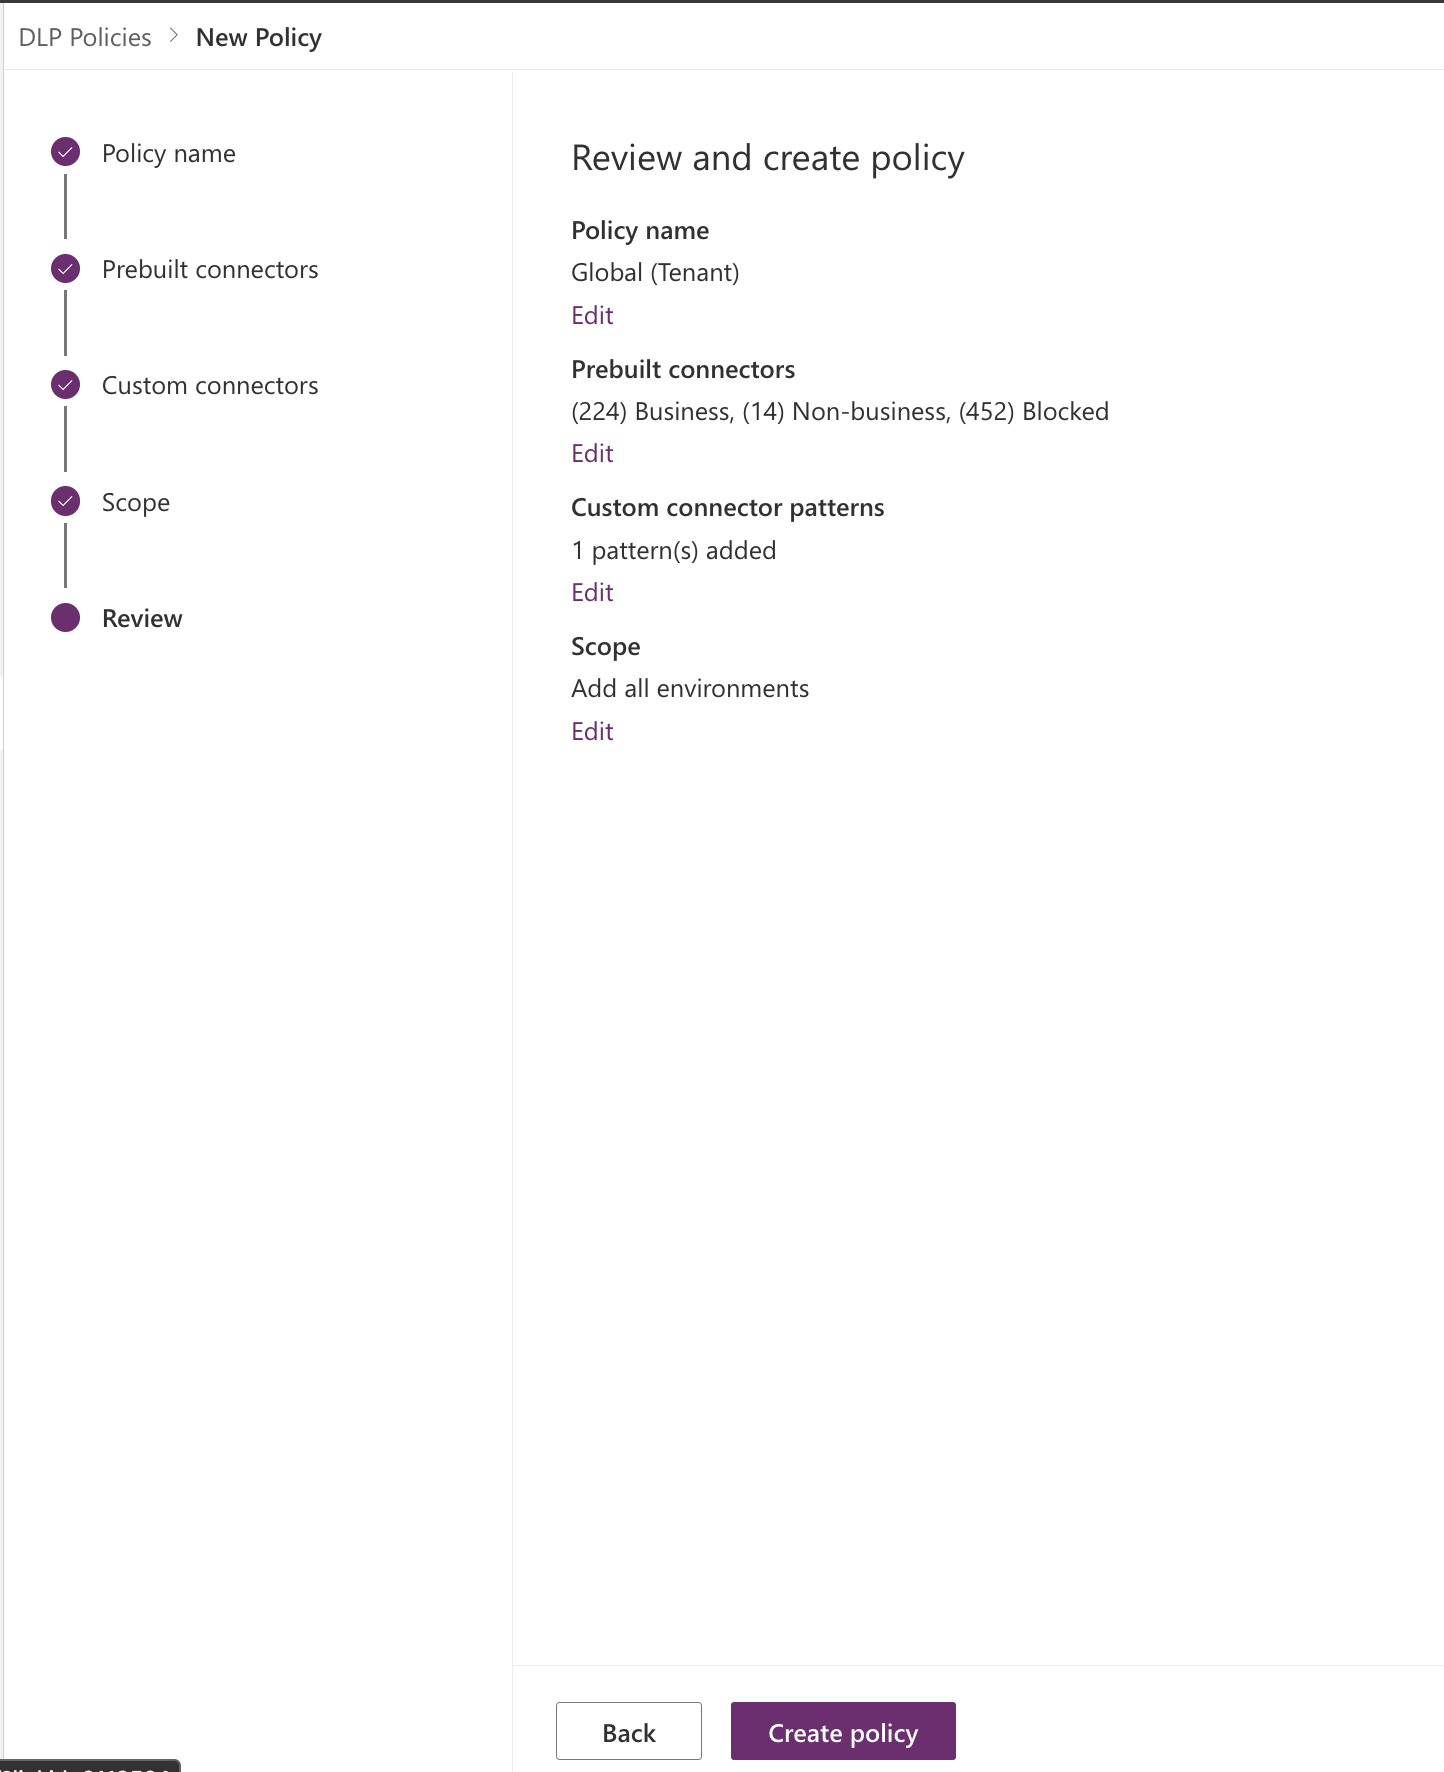 DLP Policies > New Policy
Policy name
Prebuilt connectors
Custom connectors
Scope
Review
Review and create policy
Policy name
Global (Tenant)
Edit
Prebuilt connectors
(224) Business, (14) Non-business, (452) Blocked
Edit
Custom connector patterns
1 pattern(s) added
Edit
Scope
Add all environments
Edit
Back
Create policy